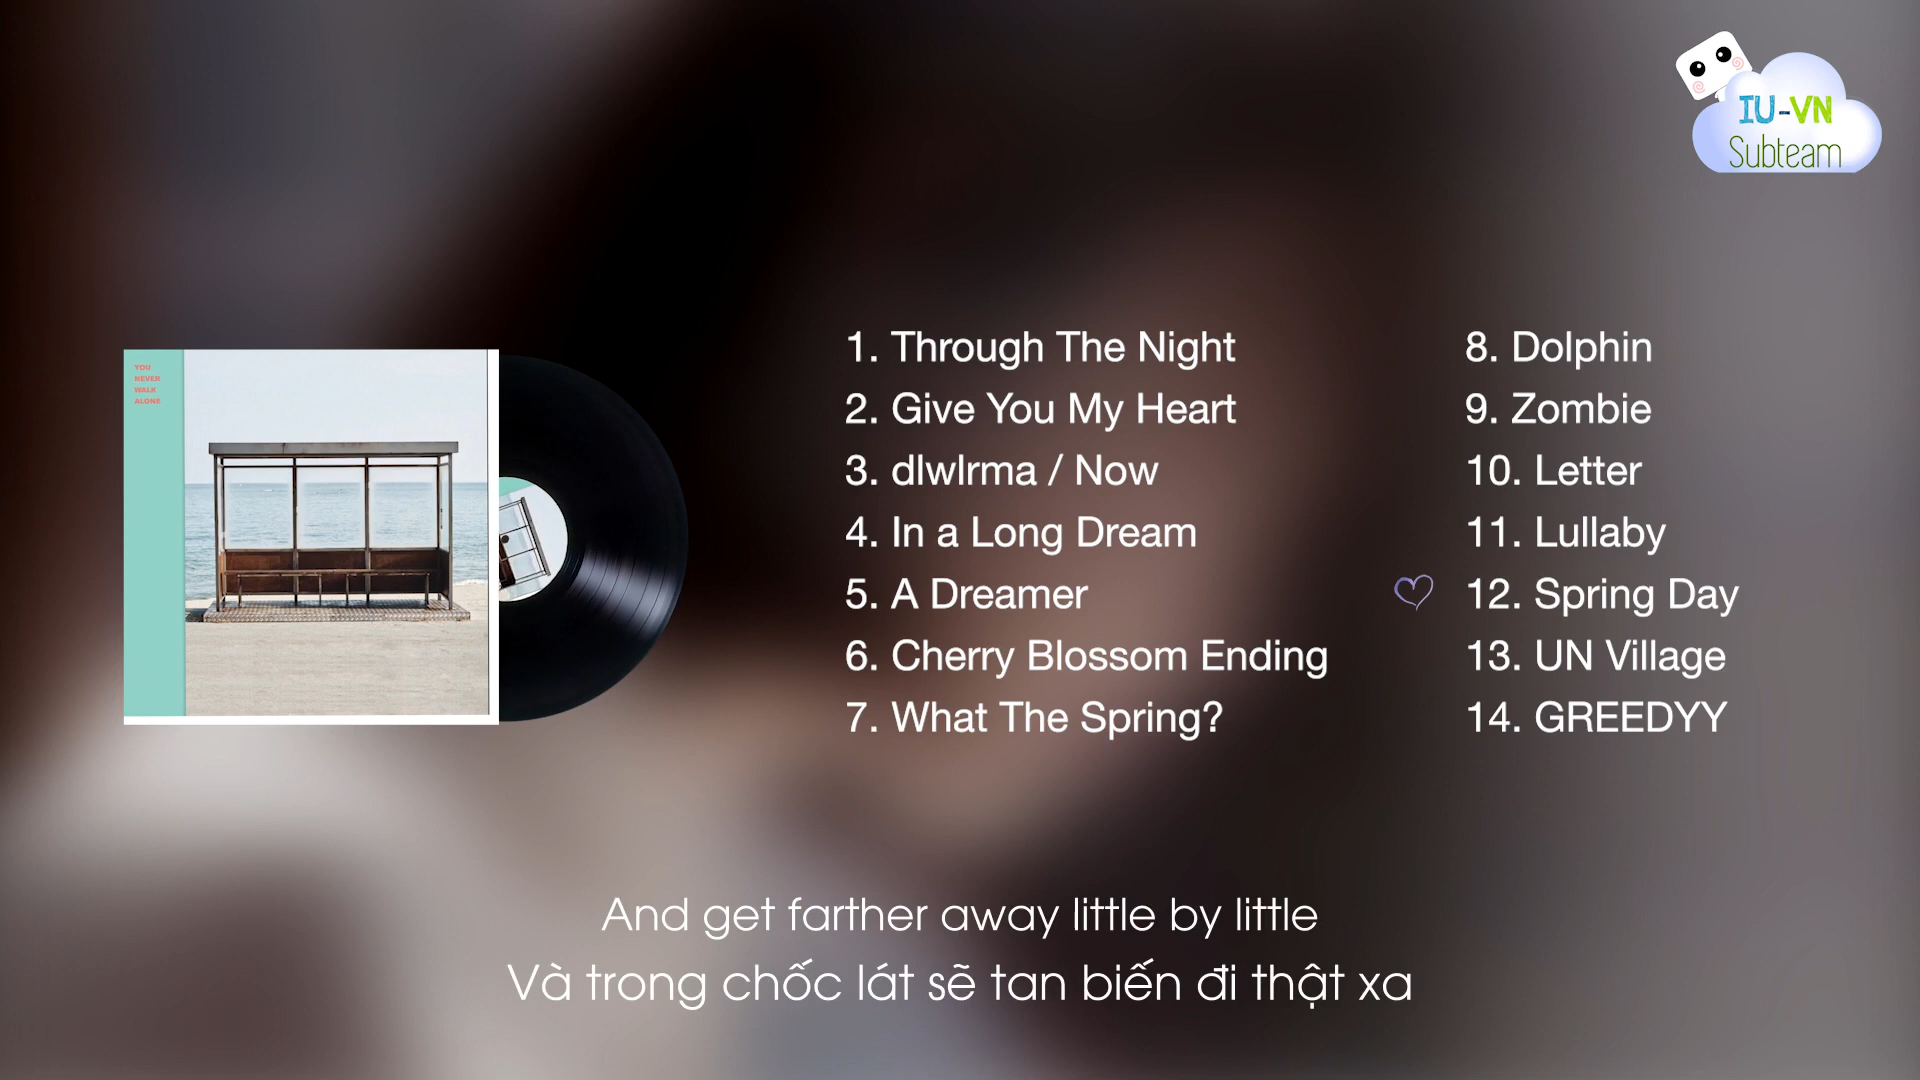 IU-VN
Subteam
YOU
NEVER
WALK
ALONE
1. Through The Night
2. Give You My Heart
3. dlwlrma / Now
4. In a Long Dream
5. A Dreamer
6. Cherry Blossom Ending
7. What The Spring?
8. Dolphin
9. Zombie
10. Letter
11. Lullaby
12. Spring Day
13. UN Village
14. GREEDYY
And get farther away little by little
Và trong chốc lát sẽ tan biến đi thật xa